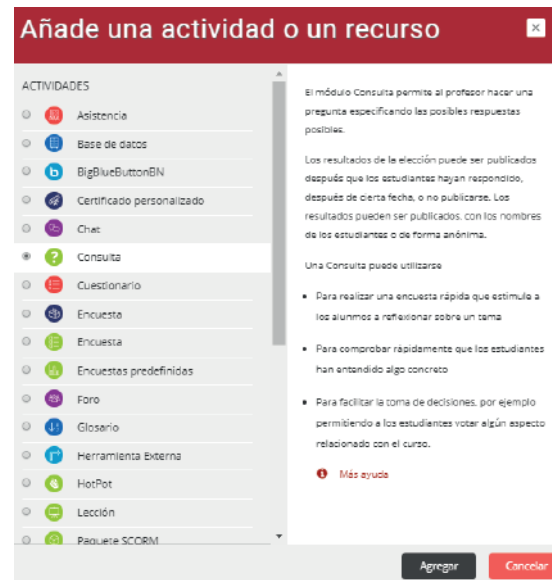 Añade una actividad o un recurso
ACTIVIDADES
Asistencia
Base de datos
BigBlueButtonBN
Certificado personalizado
Chat
Consulta
Cuestionario
Encuesta
Encuesta
Encuestas predefinidas
Foro
Glosario
Herramienta Externa
HotPot
Lección
Paquete SCORM
El módulo Consulta permite al profesor hacer una
pregunta especificando las posibles respuestas
posibles.
Los resultados de la elección puede ser publicados
después que los estudiantes hayan respondido,
después de cierta fecha, o no publicarse. Los
resultados pueden ser publicados, con los nombres
de los estudiantes o de forma anónima.
Una Consulta puede utilizarse
• Para realizar una encuesta rápida que estimule a
los alunmos a reflexionar sobre un tema
• Para comprobar rápidamente que los estudiantes
han entendido algo concreto
• Para facilitar la toma de decisiones, por ejemplo
permitiendo a los estudiantes votar algún aspecto
relacionado con el curso.
Más ayuda
Agregar
Cancelar